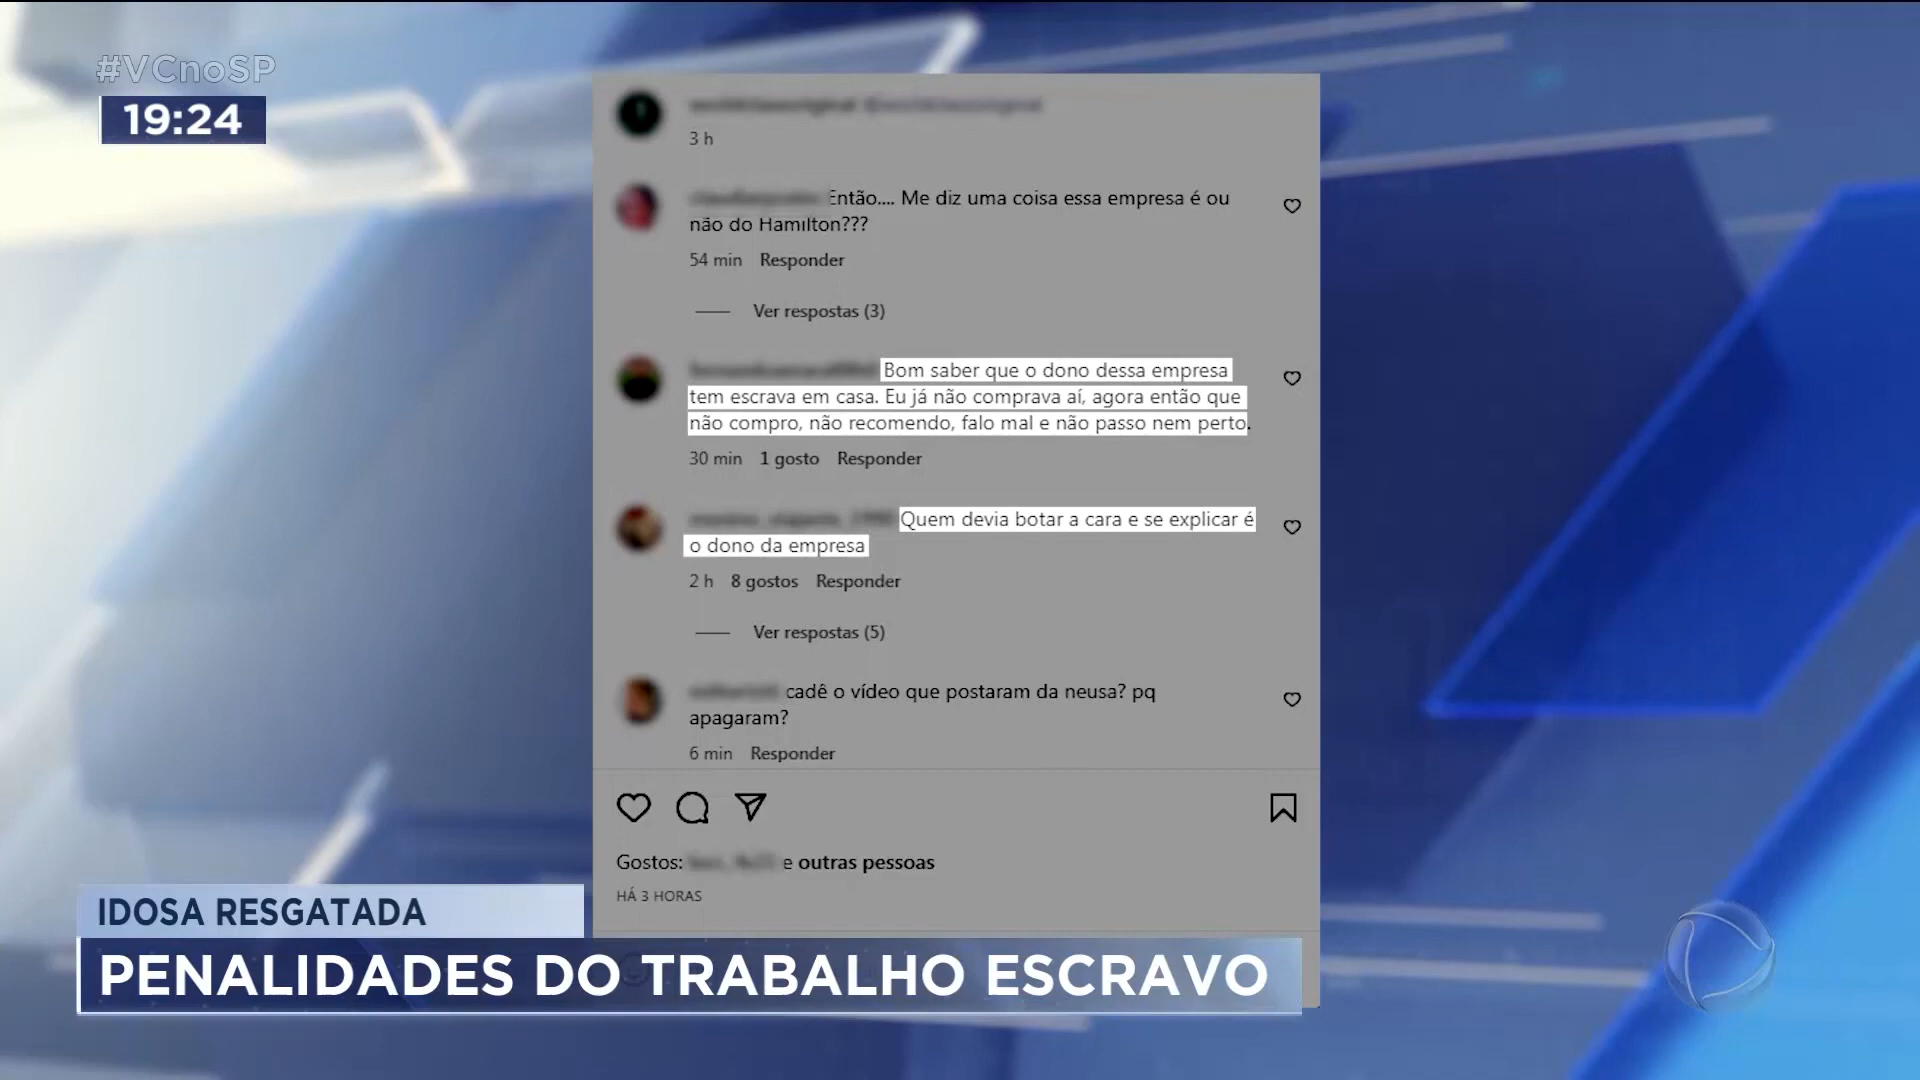 #VCnoSP
19:24
3 h
Então.... Me diz uma coisa essa empresa é ou
não do Hamilton???
54 min Responder
Ver respostas (3)
Bom saber que o dono dessa empresa
tem escrava em casa. Eu já não comprava aí, agora então que
não compro, não recomendo, falo mal e não passo nem perto.
30 min 1 gosto Responder
Quem devia botar a cara e se explicar é
o dono da empresa
2 h 8 gostos Responder
Ver respostas (5)
cadê o vídeo que postaram da neusa? pq
apagaram?
6 min Responder
Gostos: e outras pessoas
HÁ 3 HORAS
IDOSA RESGATADA
PENALIDADES DO TRABALHO ESCRAVO